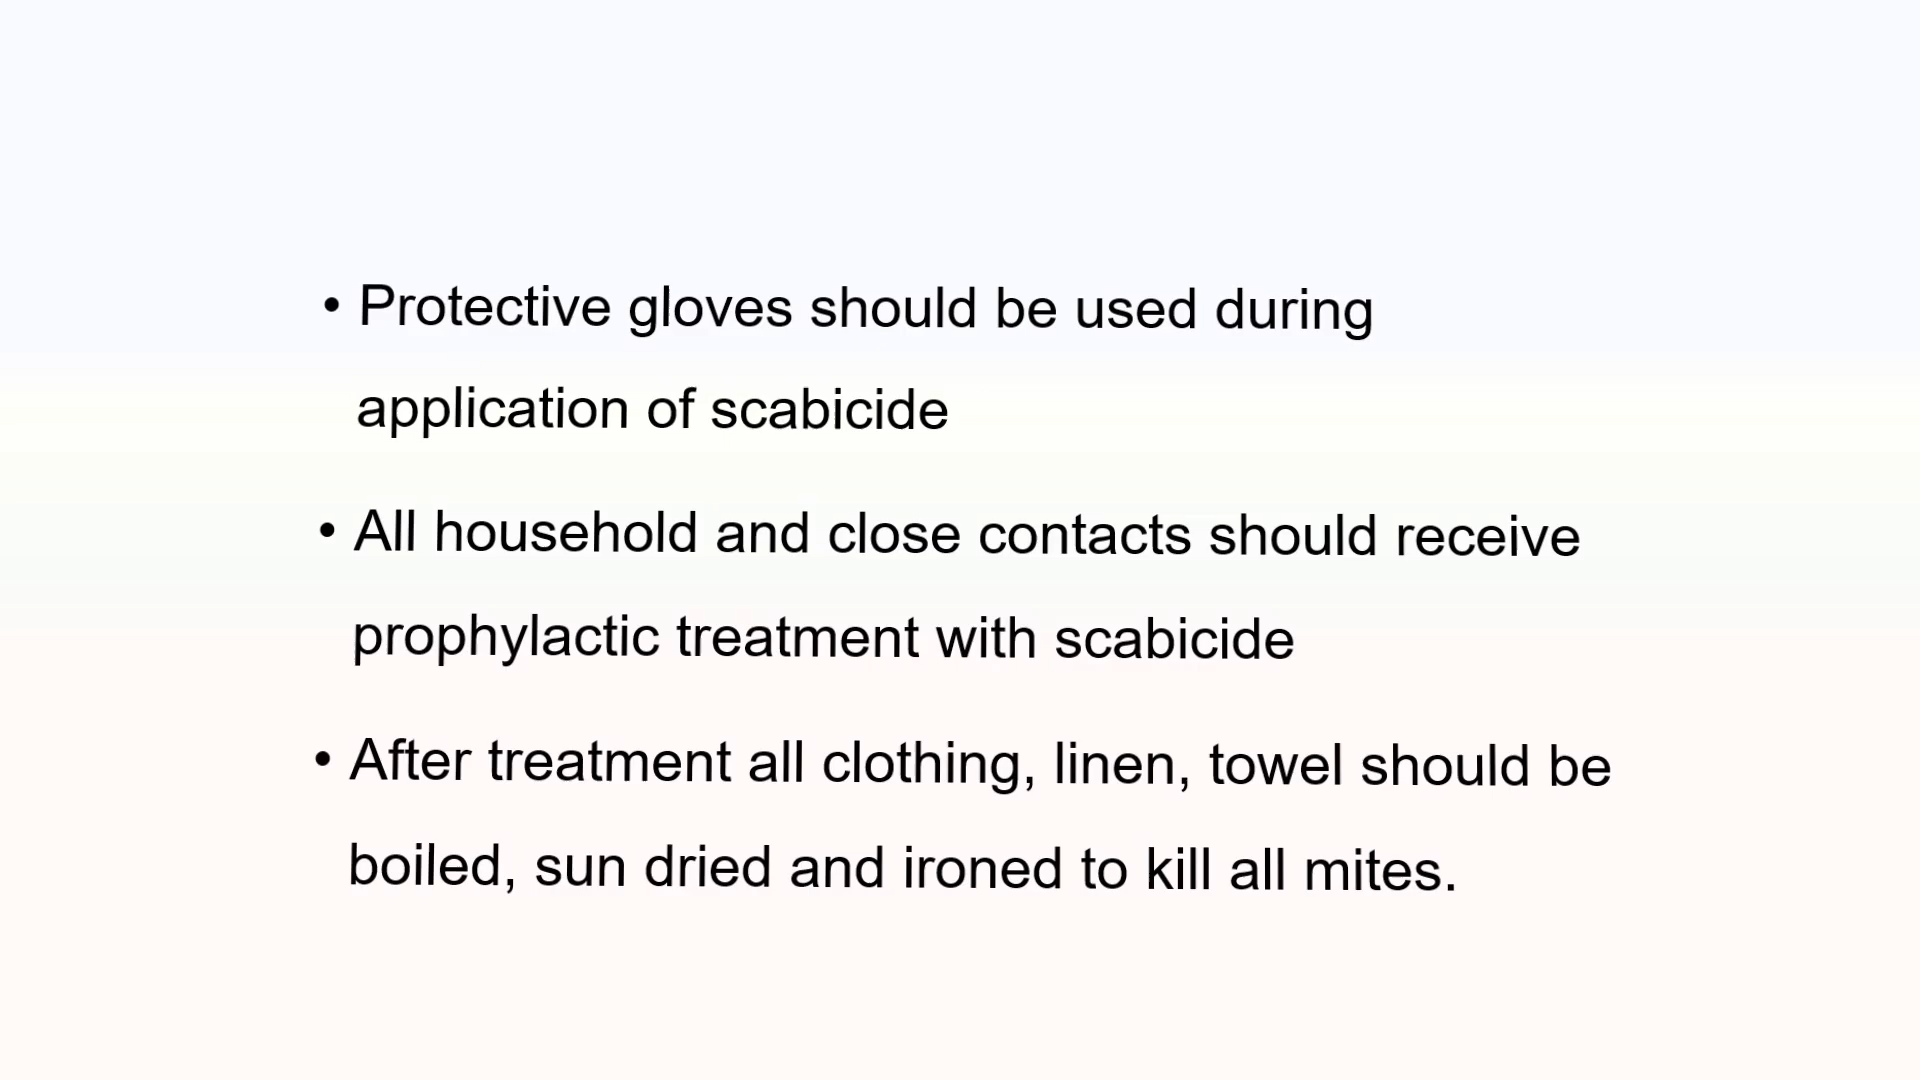 • Protective gloves should be used during
application of scabicide
• All household and close contacts should receive
prophylactic treatment with scabicide
• After treatment all clothing, linen, towel should be
boiled, sun dried and ironed to kill all mites.